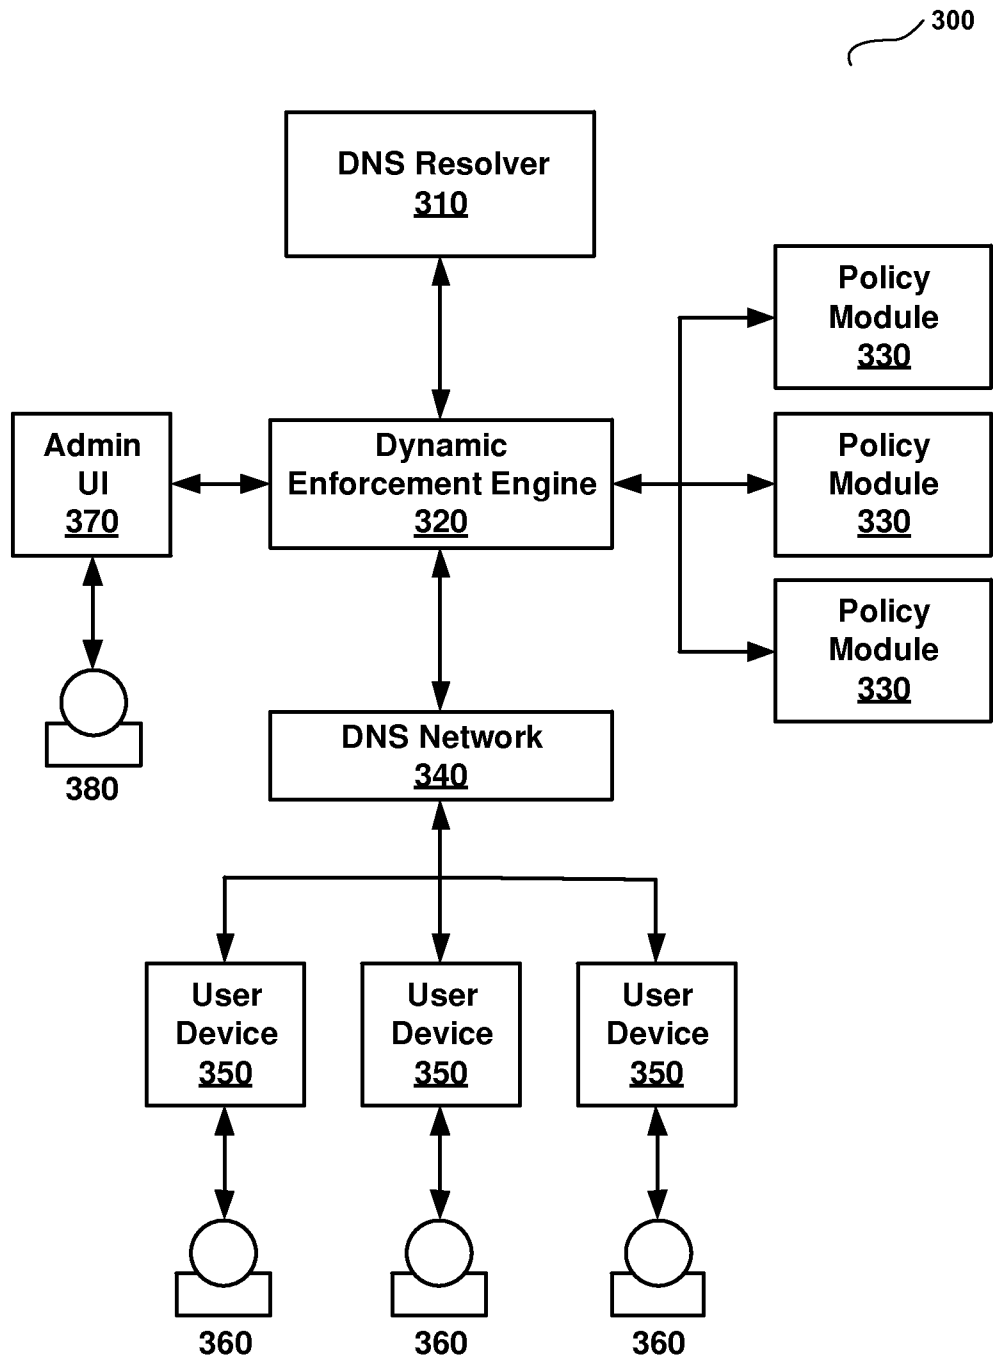 300
DNS Resolver
310
Policy
Module
330
Admin
UI
370
Dynamic
Enforcement Engine
320
Policy
Module
330
Policy
Module
330
380
DNS Network
340
User
Device
350
User
Device
350
User
Device
350
360
360
360